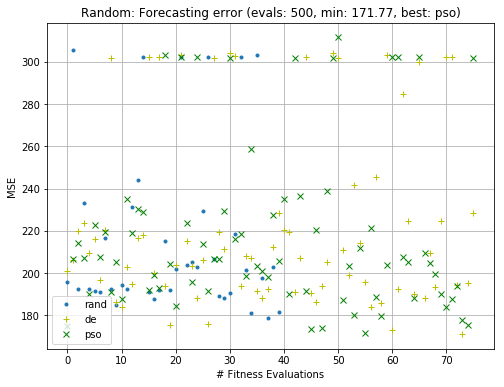 Random: Forecasting error (evals: 500, min: 171.77, best: pso)
300
280
260
240
220
200
180
MSE
rand
de
pso
0
10
20
30
40
50
60
70
80
# Fitness Evaluations